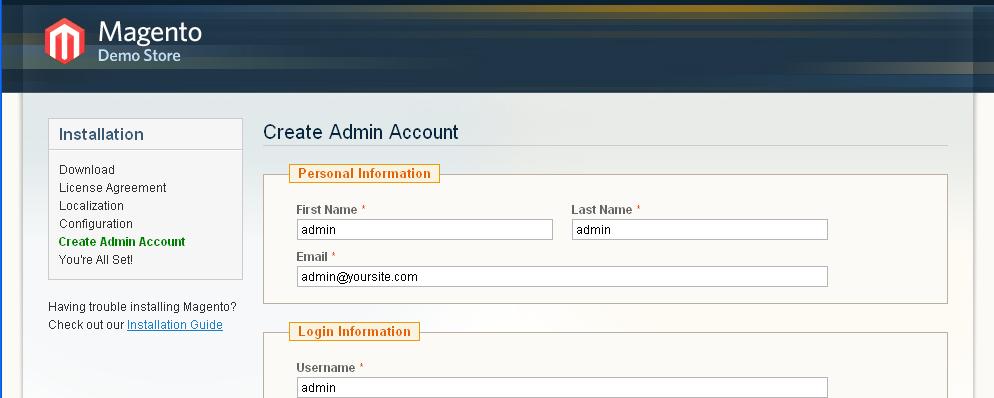 Magento
Demo Store
Installation
Download
License Agreement
Localization
Configuration
Create Admin Account
You're All Set!
Having trouble installing Magento?
Check out our Installation Guide
Create Admin Account
Personal Information
First Name * Last Name *
admin admin
Email *
admin@yoursite.com
Login Information
Username *
admin